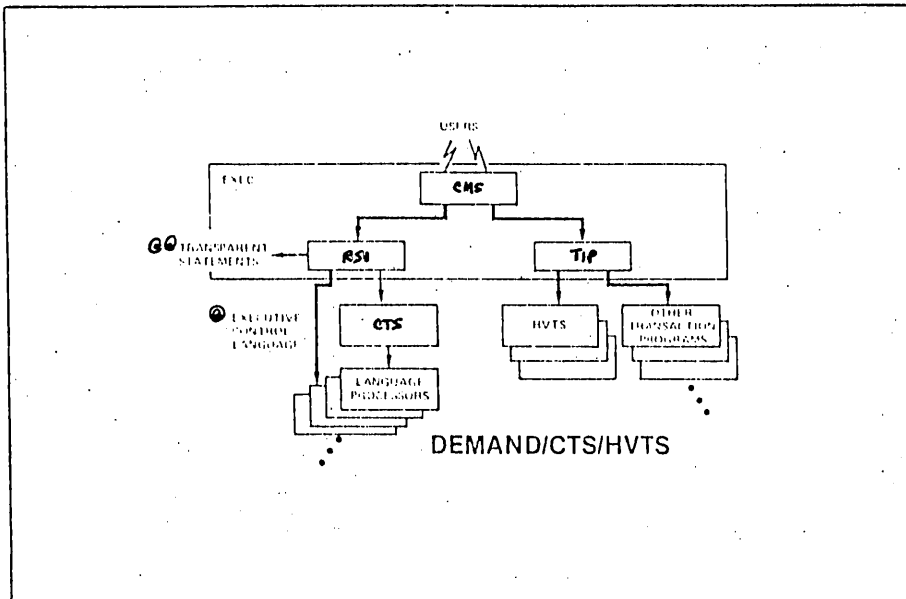 USERS
EXEC
CMS
@@ TRANSPARENT
STATEMENTS
RSI
TIP
@ EXECUTIVE
CONTROL
LANGUAGE
CTS
HVTS
OTHER
TRANSACTION
PROGRAMS
LANGUAGE
PROCESSORS
DEMAND/CTS/HVTS